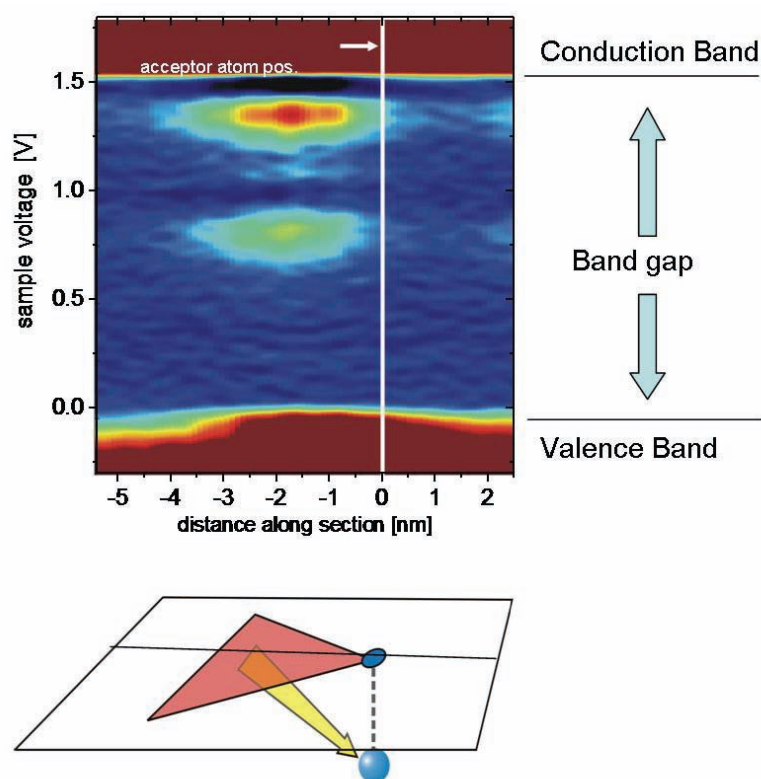 acceptor atom pos.
Conduction Band
1.5
1.0
0.5
0.0
sample voltage [V]
Band gap
Valence Band
-5 -4 -3 -2 -1 0 1 2
distance along section [nm]